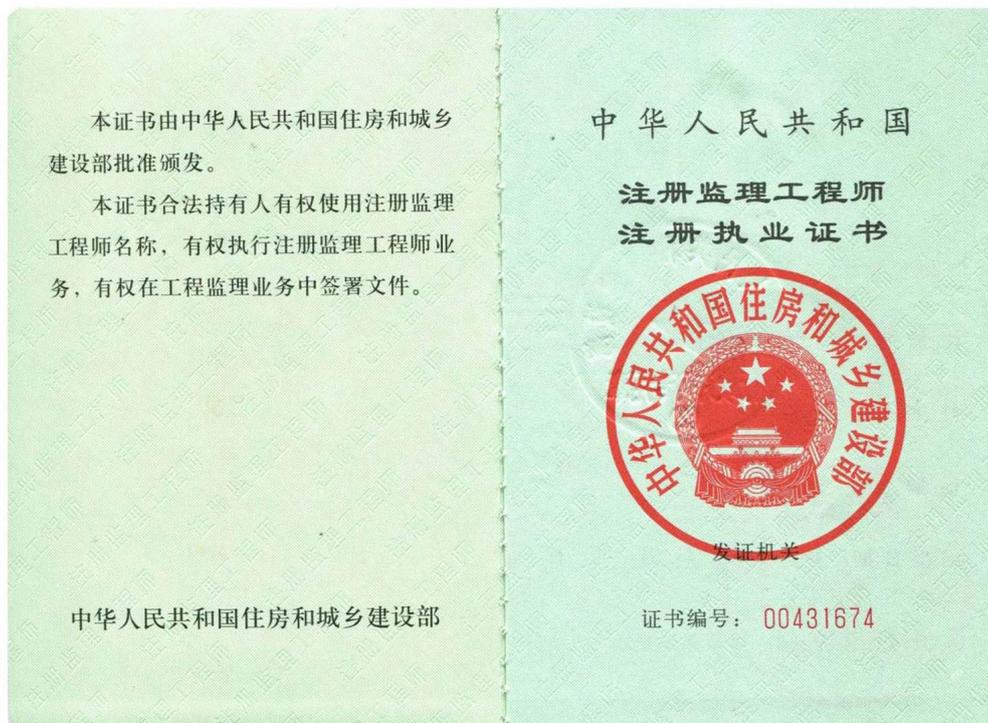 本证书由中华人民共和国住房和城乡
建设部批准颁发。
本证书合法持有人有权使用注册监理
工程师名称，有权执行注册监理工程师业
务，有权在工程监理业务中签署文件。
中华人民共和国住房和城乡建设部
中华人民共和国
注册监理工程师
注册执业证书
中华人民共和国住房和城乡建设部
发证机关
证书编号：00431674